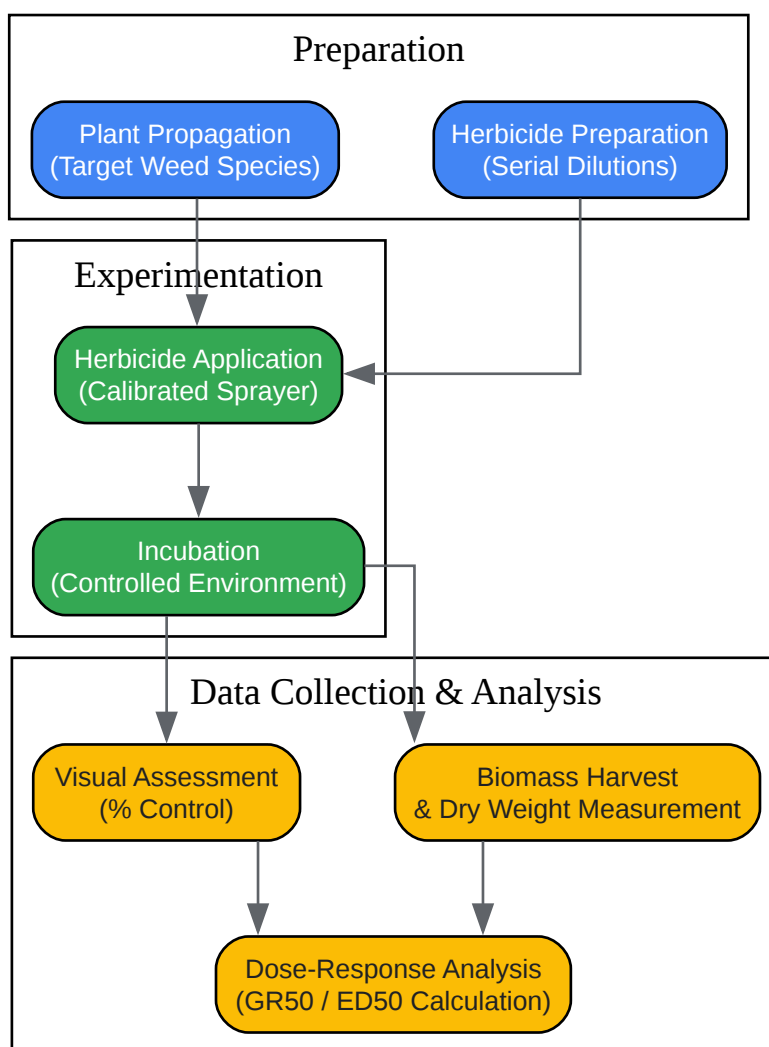 Preparation
Plant Propagation
(Target Weed Species)
Herbicide Preparation
(Serial Dilutions)
Experimentation
Herbicide Application
(Calibrated Sprayer)
Incubation
(Controlled Environment)
Data Collection & Analysis
Visual Assessment
(% Control)
Biomass Harvest
& Dry Weight Measurement
Dose-Response Analysis
(GR50 / ED50 Calculation)